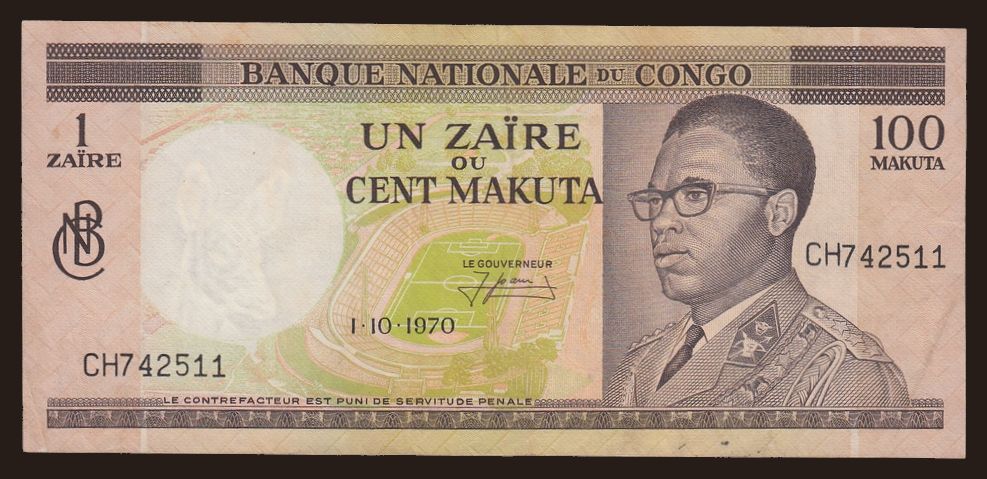 BANQUE NATIONALE DU CONGO
1
ZAÏRE
UN ZAÏRE
OU
CENT MAKUTA
100
MAKUTA
BNC
CH742511
LE GOUVERNEUR
1·10·1970
CH742511
LE CONTREFACTEUR EST PUNI DE SERVITUDE PENALE